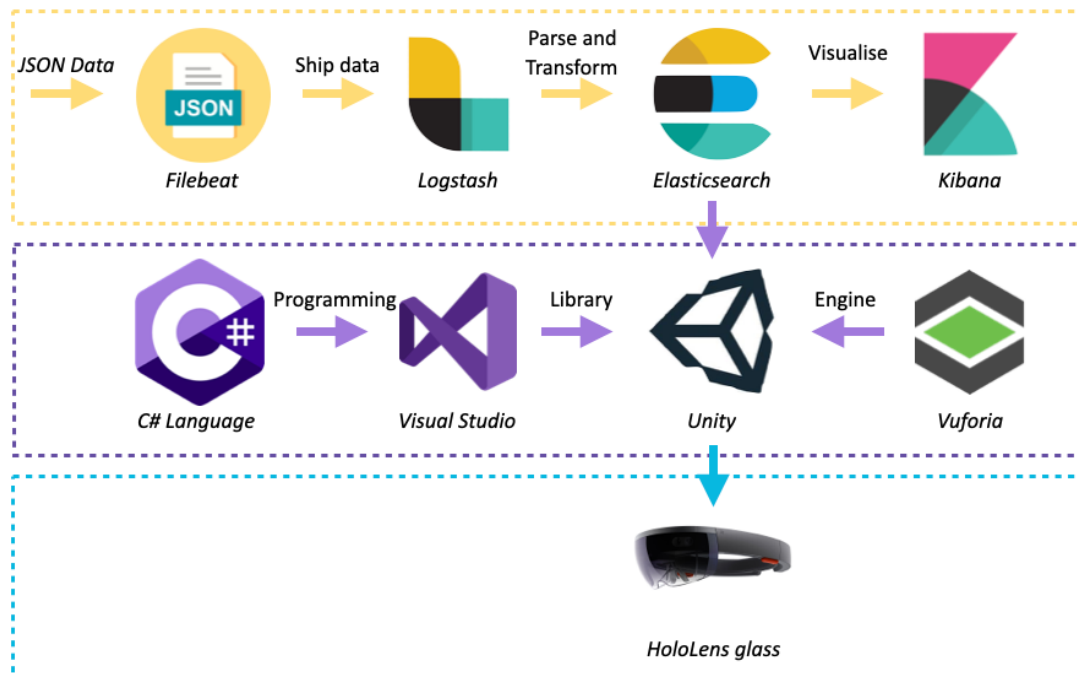 JSON Data
Ship data
Parse and
Transform
Visualise
JSON
Filebeat
Logstash
Elasticsearch
Kibana
Programming
Library
Engine
C#
C# Language
Visual Studio
Unity
Vuforia
HoloLens glass